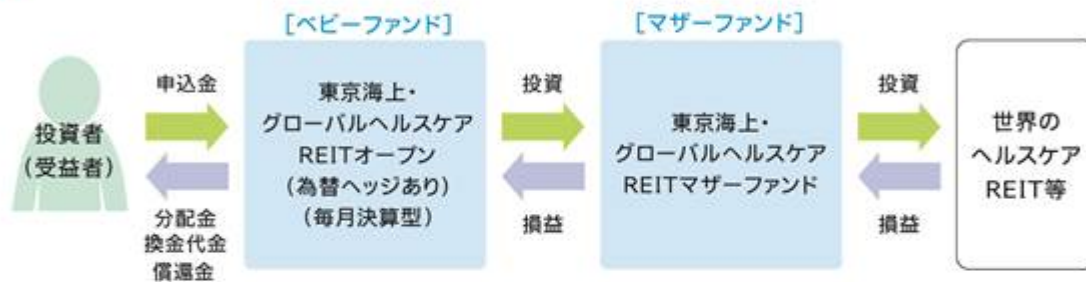 [ベビーファンド]
[マザーファンド]
投資者
(受益者)
申込金
分配金
換金代金
償還金
東京海上・
グローバルヘルスケア
REITオープン
(為替ヘッジあり)
(毎月決算型)
投資
損益
東京海上・
グローバルヘルスケア
REITマザーファンド
投資
損益
世界の
ヘルスケア
REIT等